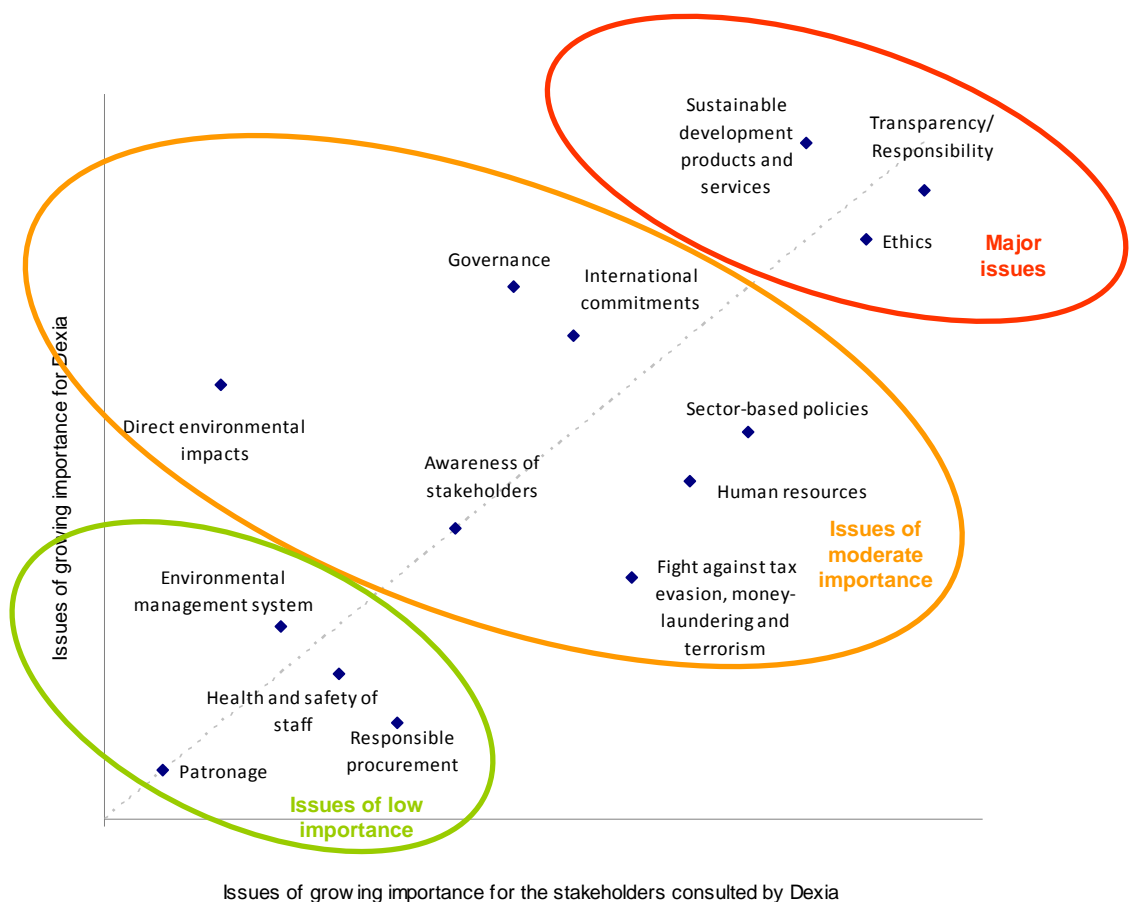 Sustainable
development
products and
services
Transparency/
Responsibility
Ethics
Major
issues
Governance
International
commitments
Issues of growing importance for Dexia
Direct environmental
impacts
Sector-based policies
Awareness of
stakeholders
Human resources
Issues of
moderate
importance
Fight against tax
evasion, money-
laundering and
terrorism
Environmental
management system
Health and safety of
staff
Responsible
procurement
Patronage
Issues of low
importance
Issues of growing importance for the stakeholders consulted by Dexia